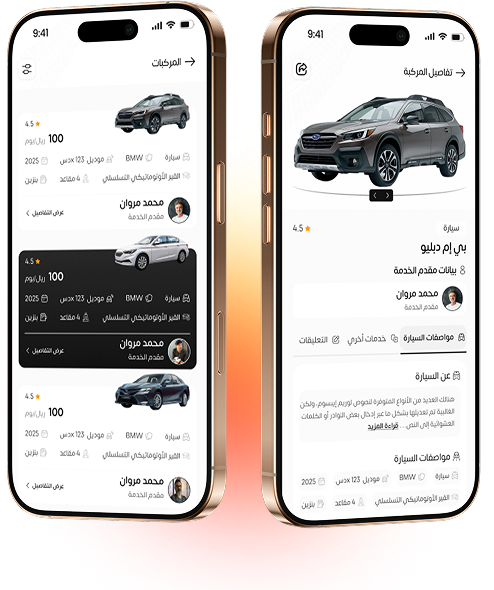 9:41
المركبات
4.5
100 ريال/يوم
سيارة BMW موديل 123 xدس 2025
القير الأوتوماتيكي التسلسلي 4 مقاعد بنزين
محمد مروان
مقدم الخدمة
عرض التفاصيل
4.5
100 ريال/يوم
سيارة BMW موديل 123 xدس 2025
القير الأوتوماتيكي التسلسلي 4 مقاعد بنزين
محمد مروان
مقدم الخدمة
عرض التفاصيل
4.5
100 ريال/يوم
سيارة BMW موديل 123 xدس 2025
القير الأوتوماتيكي التسلسلي 4 مقاعد بنزين
محمد مروان
مقدم الخدمة
عرض التفاصيل
9:41
تفاصيل المركبة
سيارة
4.5
بي إم دبليو
بيانات مقدم الخدمة
محمد مروان
مقدم الخدمة
مواصفات السيارة خدمات أخري التعليقات
عن السيارة
هنالك العديد من الأنواع المتوفرة لنصوص لوريم إيبسوم، ولكن
الغالبية تم تعديلها بشكل ما عبر إدخال بعض النوادر أو الكلمات
العشوائية إلى النص... قراءة المزيد
مواصفات السيارة
سيارة BMW موديل 123 xدس 2025
القير الأوتوماتيكي التسلسلي 4 مقاعد بنزين